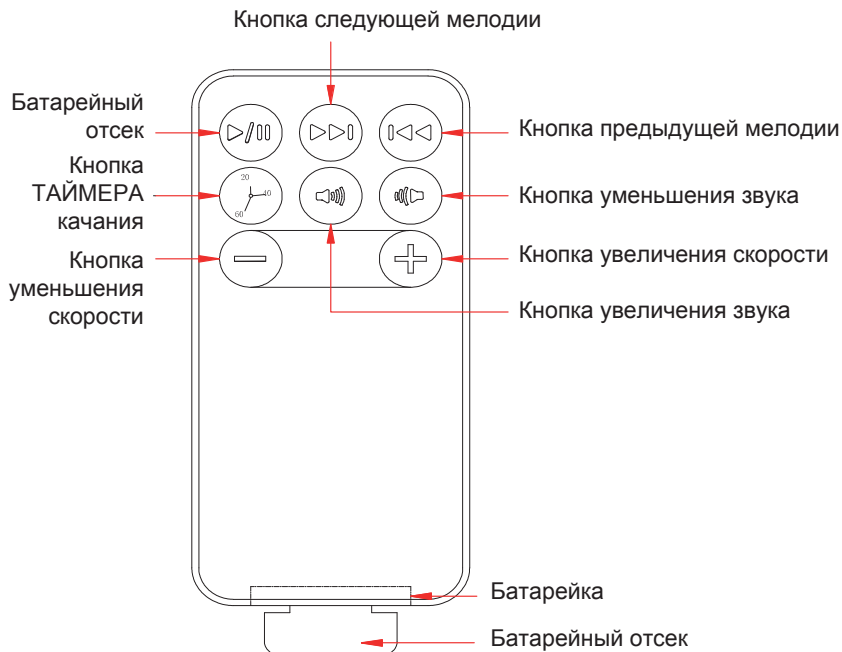 Кнопка следующей мелодии
Батарейный
отсек
Кнопка предыдущей мелодии
Кнопка
ТАЙМЕРА
качания
20
40
60
Кнопка уменьшения звука
Кнопка
уменьшения
скорости
Кнопка увеличения скорости
Кнопка увеличения звука
Батарейка
Батарейный отсек